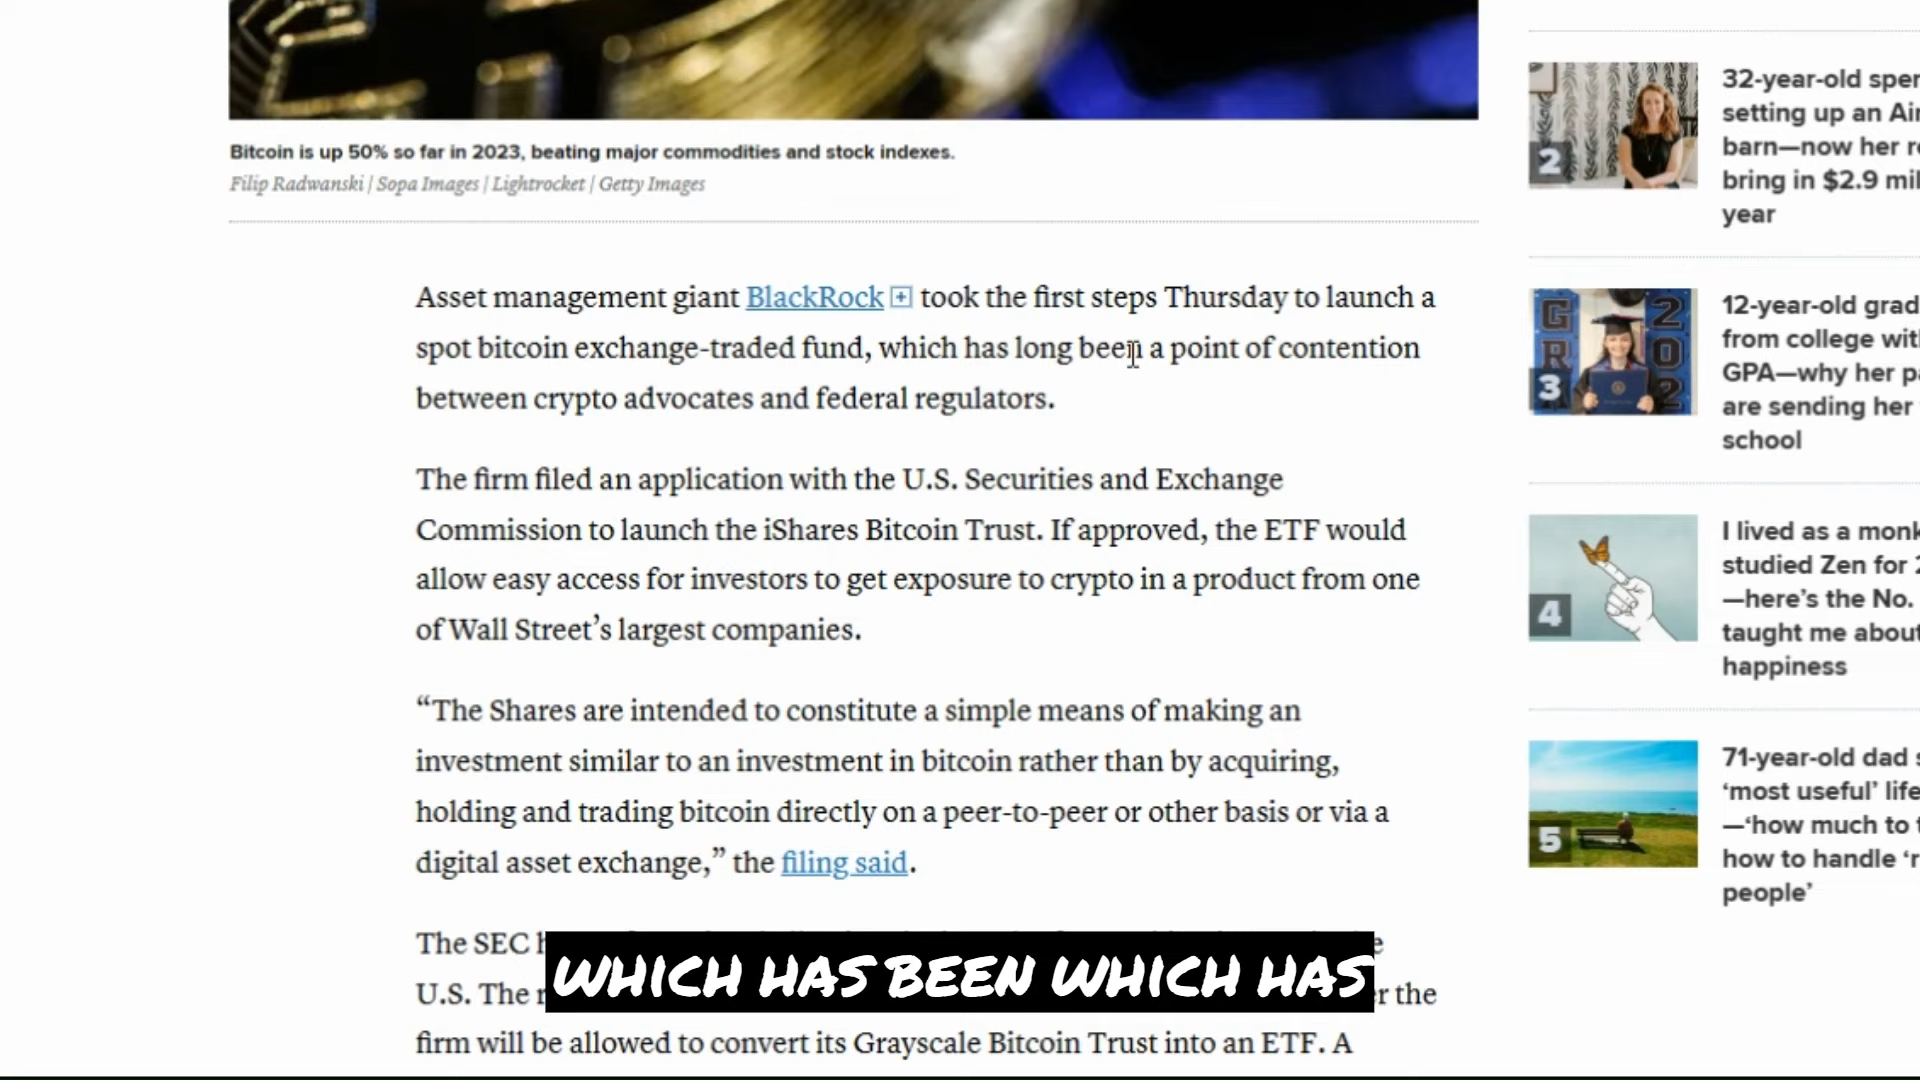 Bitcoin is up 50% so far in 2023, beating major commodities and stock indexes.
Filip Radwanski | Sopa Images | Lightrocket | Getty Images
Asset management giant BlackRock + took the first steps Thursday to launch a
spot bitcoin exchange-traded fund, which has long been a point of contention
between crypto advocates and federal regulators.
The firm filed an application with the U.S. Securities and Exchange
Commission to launch the iShares Bitcoin Trust. If approved, the ETF would
allow easy access for investors to get exposure to crypto in a product from one
of Wall Street’s largest companies.
“The Shares are intended to constitute a simple means of making an
investment similar to an investment in bitcoin rather than by acquiring,
holding and trading bitcoin directly on a peer-to-peer or other basis or via a
digital asset exchange,” the filing said.
The SEC
U.S. The the
firm will be allowed to convert its Grayscale Bitcoin Trust into an ETF. A
WHICH HAS BEEN WHICH HAS
2
32-year-old
setting up an
barn—now her
bring in $2.9
year
3
12-year-old
from college
GPA—why her
are sending her
school
4
I lived as a
studied Zen for
—here’s the No.
taught me about
happiness
5
71-year-old dad
‘most useful’
—‘how much to
how to handle
people’